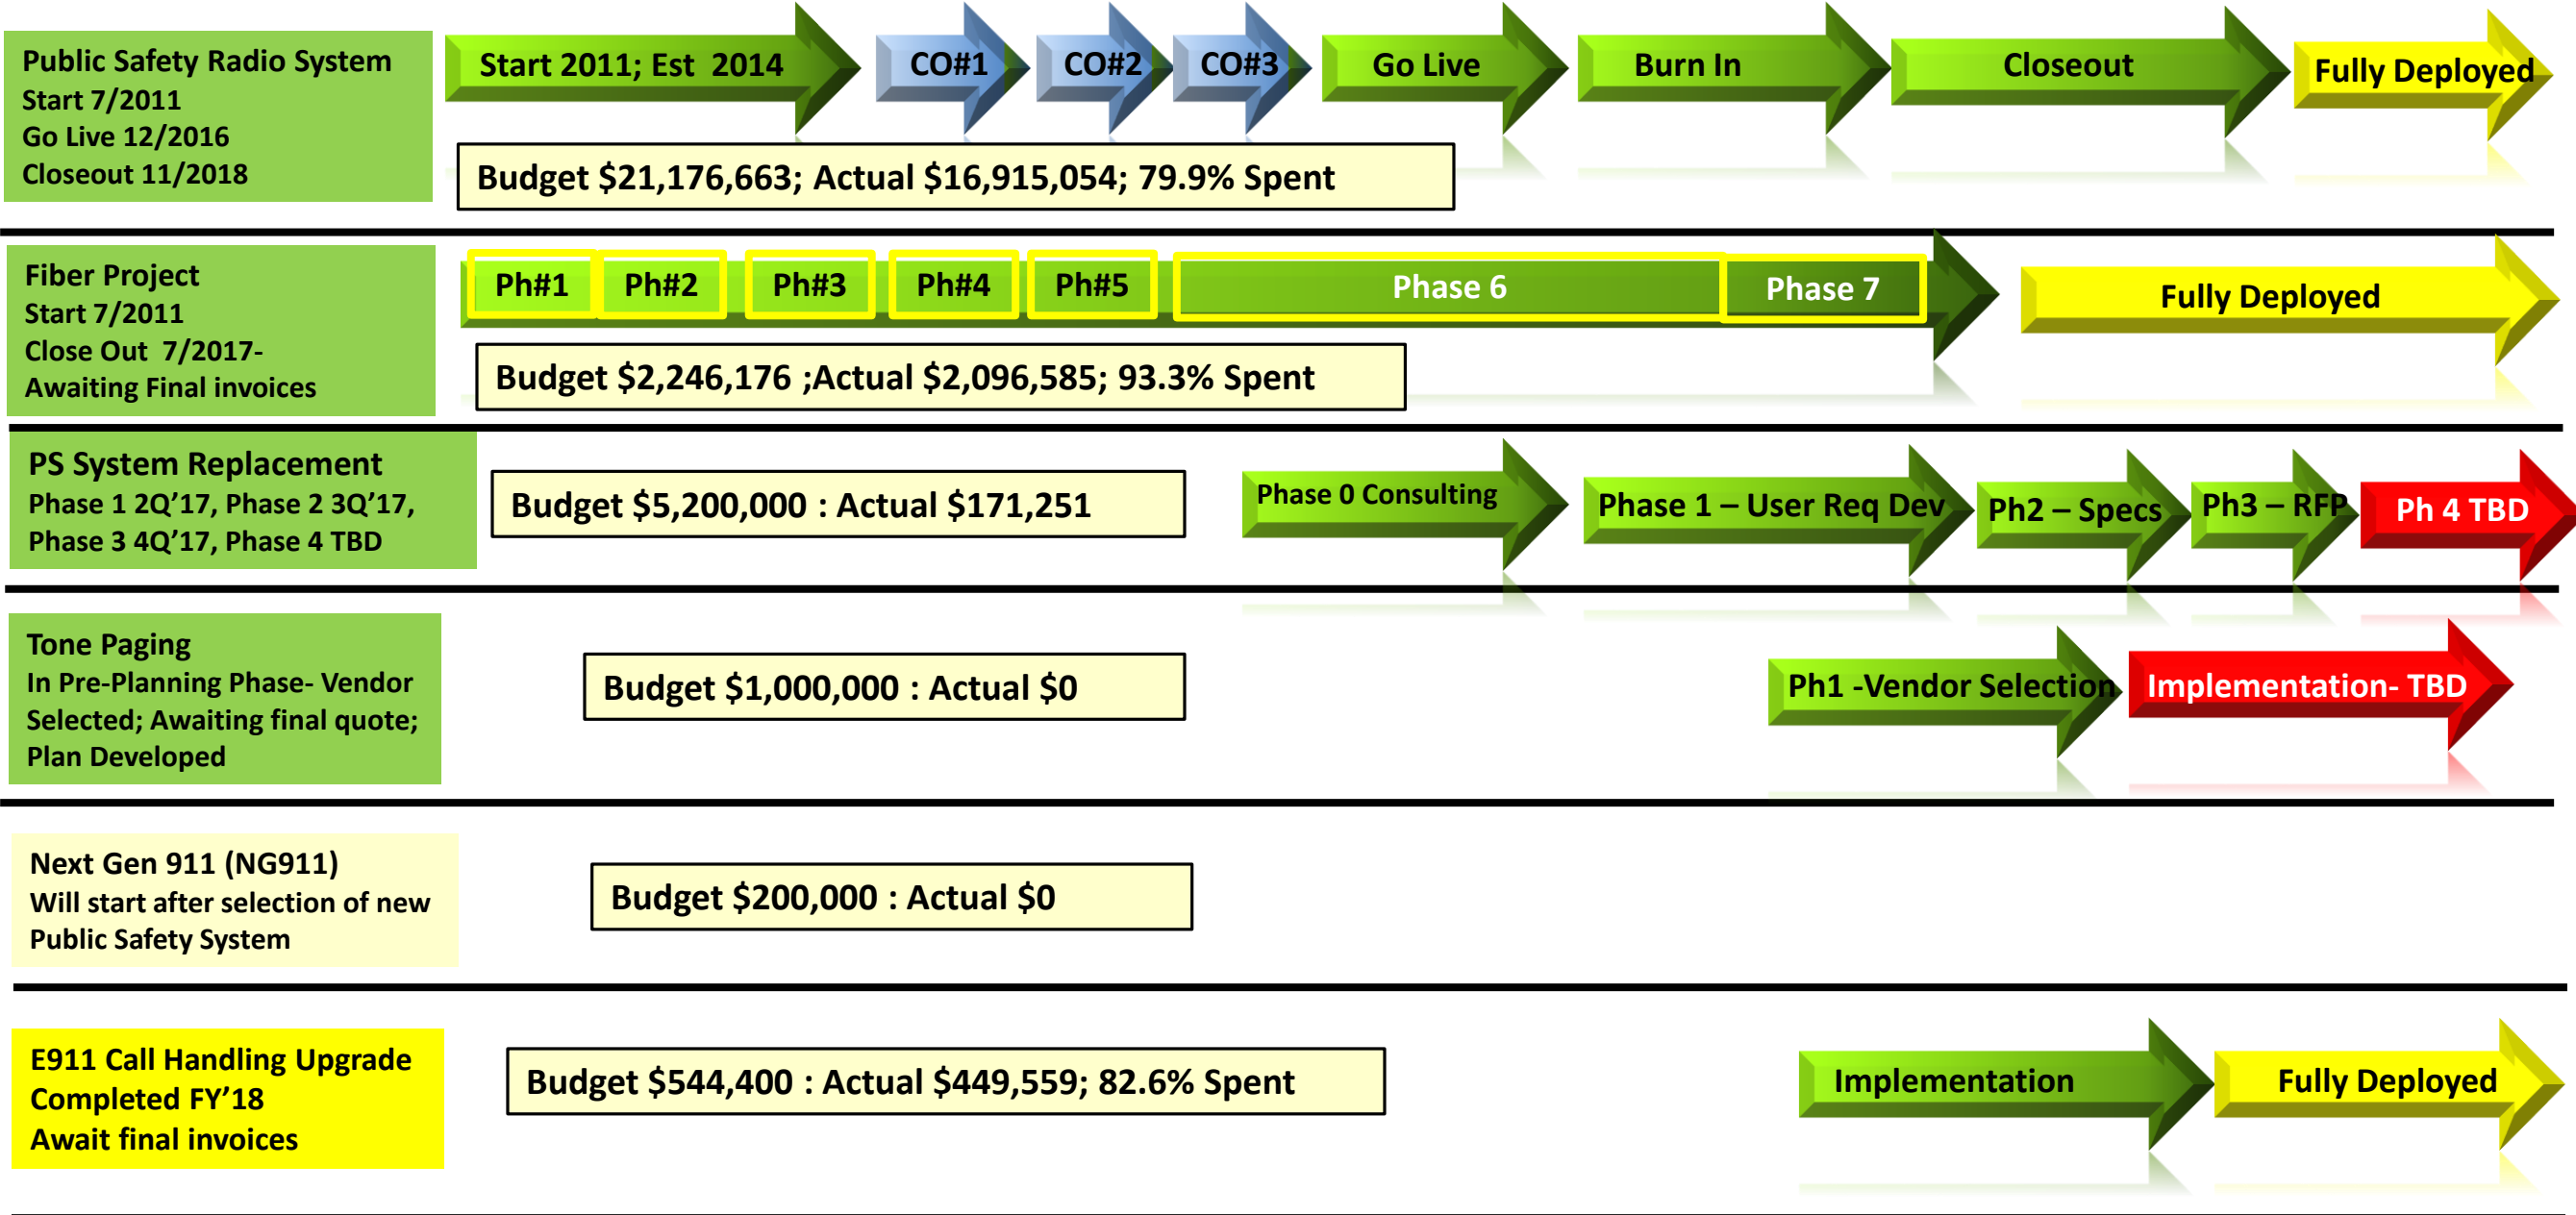 Public Safety Radio System
Start 7/2011
Go Live 12/2016
Closeout 11/2018
Start 2011; Est  2014
CO#1
CO#2
CO#3
Go Live
Burn In
Closeout
Fully Deployed
Budget $21,176,663; Actual $16,915,054; 79.9% Spent
Fiber Project
Start 7/2011
Close Out  7/2017-
Awaiting Final invoices
Ph#1
Ph#2
Ph#3
Ph#4
Ph#5
Phase 6
Phase 7
Fully Deployed
Budget $2,246,176 ;Actual $2,096,585; 93.3% Spent
PS System Replacement
Phase 1 2Q’17, Phase 2 3Q’17,
Phase 3 4Q’17, Phase 4 TBD
Budget $5,200,000 : Actual $171,251
Phase 0 Consulting
Phase 1 – User Req Dev
Ph2 – Specs
Ph3 – RFP
Ph 4 TBD
Tone Paging
In Pre-Planning Phase- Vendor
Selected; Awaiting final quote;
Plan Developed
Budget $1,000,000 : Actual $0
Ph1 -Vendor Selection
Implementation- TBD
Next Gen 911 (NG911)
Will start after selection of new
Public Safety System
Budget $200,000 : Actual $0
E911 Call Handling Upgrade
Completed FY’18
Await final invoices
Budget $544,400 : Actual $449,559; 82.6% Spent
Implementation
Fully Deployed